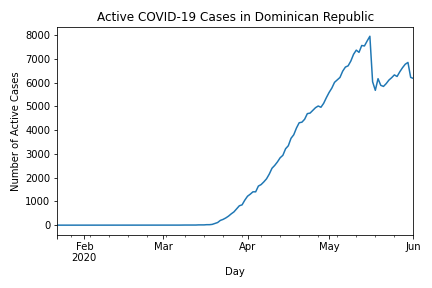 Active COVID-19 Cases in Dominican Republic
8000
7000
6000
5000
4000
3000
2000
1000
0
Number of Active Cases
Feb Mar Apr May Jun
2020
Day